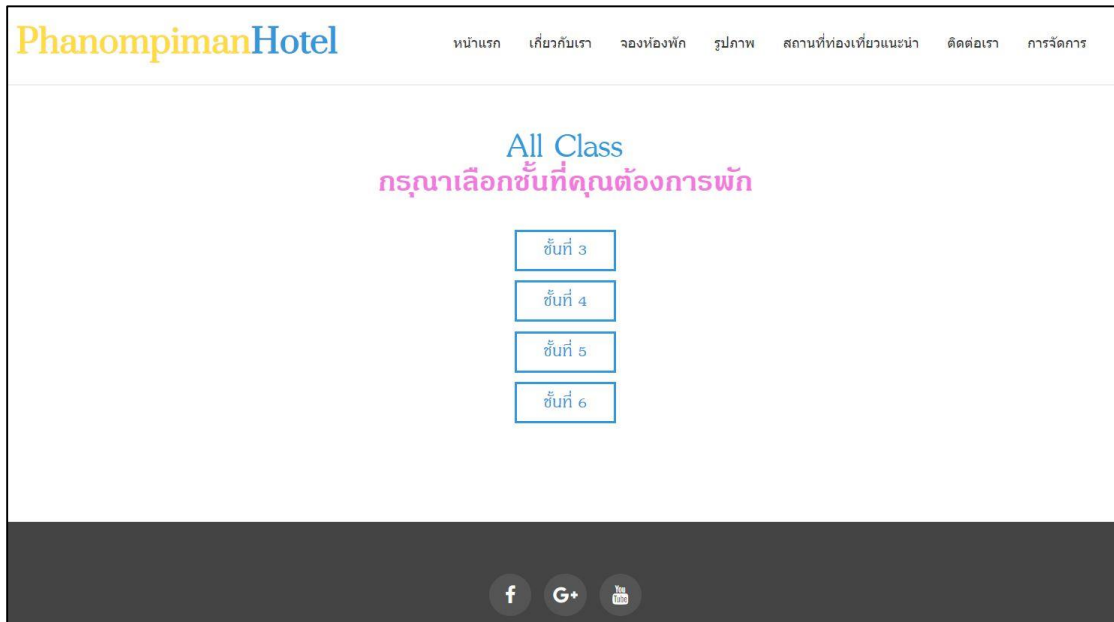 PhanompimanHotel
หน้าแรก เกี่ยวกับเรา จองห้องพัก รูปภาพ สถานที่ท่องเที่ยวแนะนำ ติดต่อเรา การจัดการ
All Class
กรุณาเลือกชั้นที่คุณต้องการพัก
ชั้นที่ 3
ชั้นที่ 4
ชั้นที่ 5
ชั้นที่ 6
f G+ You Tube